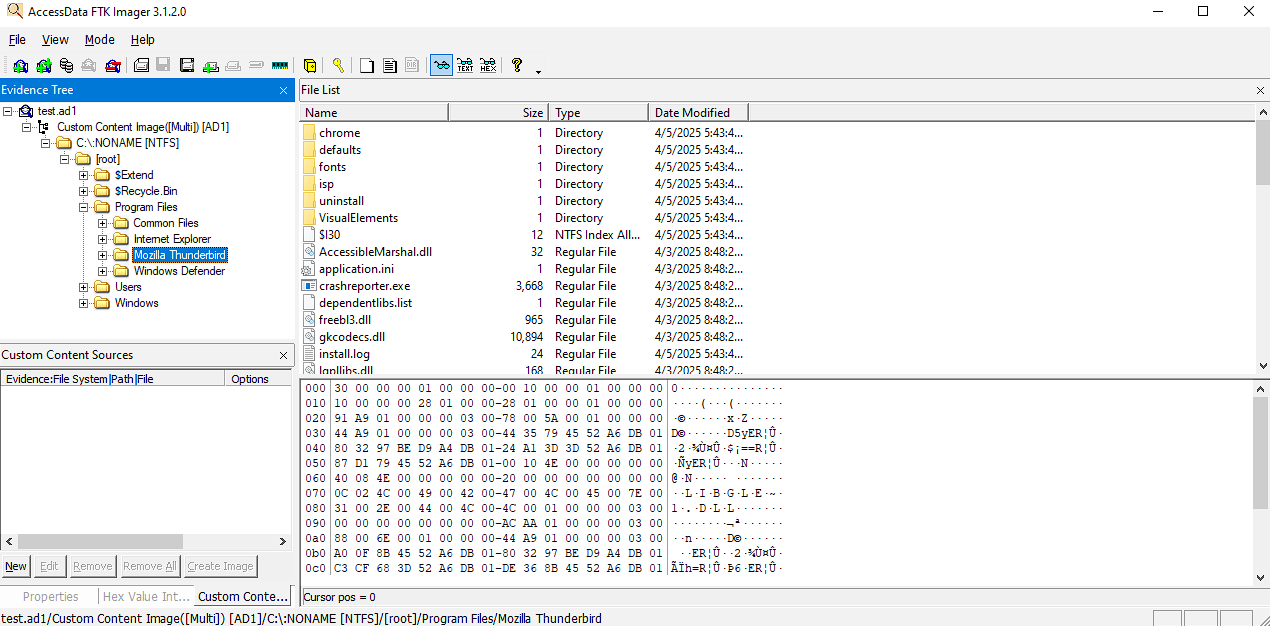 AccessData FTK Imager 3.1.2.0
File View Mode Help
Evidence Tree
test.ad1
Custom Content Image([Multi]) [AD1]
C:\:NONAME [NTFS]
[root]
$Extend
$Recycle.Bin
Program Files
Common Files
Internet Explorer
Mozilla Thunderbird
Windows Defender
Users
Windows
Custom Content Sources
Evidence:File System|Path|File Options
New Edit Remove Remove All Create Image
Properties Hex Value Int... Custom Conte...
File List
Name Size Type Date Modified
chrome 1 Directory 4/5/2025 5:43:4...
defaults 1 Directory 4/5/2025 5:43:4...
fonts 1 Directory 4/5/2025 5:43:4...
isp 1 Directory 4/5/2025 5:43:4...
uninstall 1 Directory 4/5/2025 5:43:4...
VisualElements 1 Directory 4/5/2025 5:43:4...
$I30 12 NTFS Index All... 4/5/2025 5:43:4...
AccessibleMarshal.dll 32 Regular File 4/3/2025 8:48:2...
application.ini 1 Regular File 4/3/2025 8:48:2...
crashreporter.exe 3,668 Regular File 4/3/2025 8:48:2...
dependentlibs.list 1 Regular File 4/3/2025 8:48:2...
freebl3.dll 965 Regular File 4/3/2025 8:48:2...
gkcodecs.dll 10,894 Regular File 4/3/2025 8:48:2...
install.log 24 Regular File 4/5/2025 5:43:4...
lgpllibs.dll 168 Regular File 4/3/2025 8:48:2...
000 30 00 00 00 01 00 00 00-00 10 00 00 01 00 00 00 0···············
010 10 00 00 00 28 01 00 00-28 01 00 00 01 00 00 00 ····(···(·······
020 91 A9 01 00 00 00 03 00-78 00 5A 00 01 00 00 00 ·©······x·Z·····
030 44 A9 01 00 00 00 03 00-44 35 79 45 52 A6 DB 01 D©······D5yER¦Û·
040 80 32 97 BE D9 A4 DB 01-24 A1 3D 3D 52 A6 DB 01 ·2·¾Ù¤Û·$¡==R¦Û·
050 87 D1 79 45 52 A6 DB 01-00 10 4E 00 00 00 00 00 ·ÑyER¦Û···N·····
060 40 08 4E 00 00 00 00 00-20 00 00 00 00 00 00 00 @·N····· ·······
070 0C 02 4C 00 49 00 42 00-47 00 4C 00 45 00 7E 00 ··L·I·B·G·L·E·~·
080 31 00 2E 00 44 00 4C 00-4C 00 01 00 00 00 03 00 1·.·D·L·L·······
090 00 00 00 00 00 00 00 00-AC AA 01 00 00 00 03 00 ········¬ª······
0a0 88 00 6E 00 01 00 00 00-44 A9 01 00 00 00 03 00 ··n·····D©······
0b0 A0 0F 8B 45 52 A6 DB 01-80 32 97 BE D9 A4 DB 01 ···ER¦Û··2·¾Ù¤Û·
0c0 C3 CF 68 3D 52 A6 DB 01-DE 36 8B 45 52 A6 DB 01 ÃÏh=R¦Û·Þ6·ER¦Û·
Cursor pos = 0
test.ad1/Custom Content Image([Multi]) [AD1]/C:\:NONAME [NTFS]/[root]/Program Files/Mozilla Thunderbird